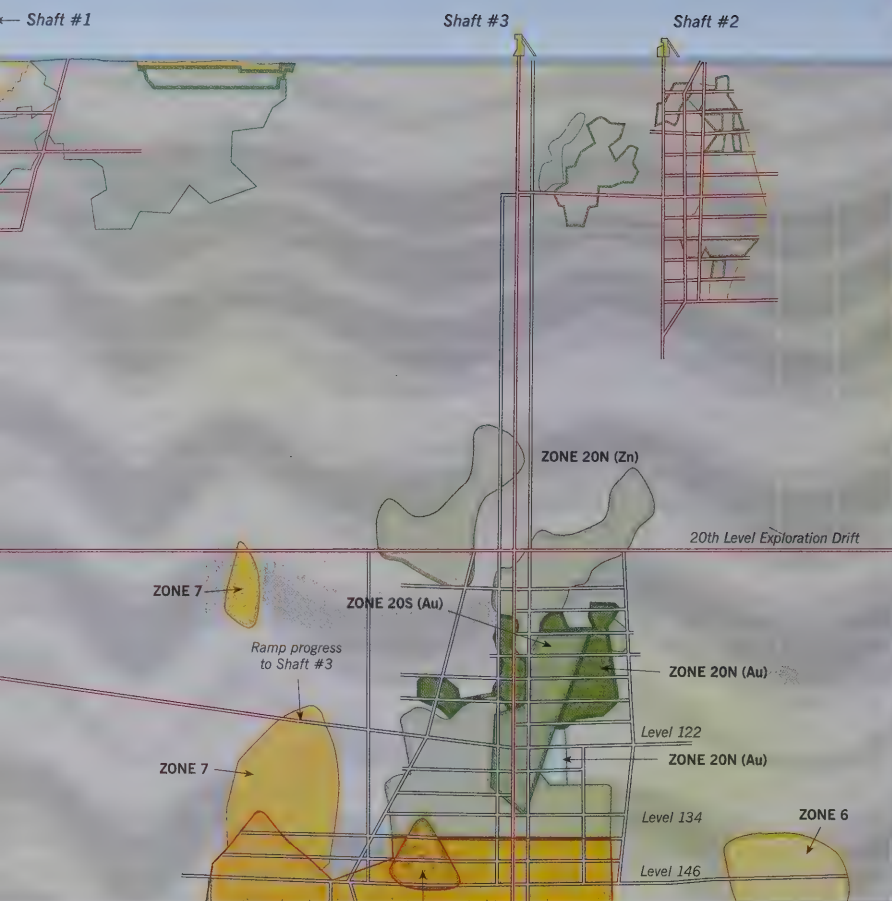 ← Shaft #1
Shaft #3
Shaft #2
ZONE 20N (Zn)
20th Level Exploration Drift
ZONE 7
ZONE 20S (Au)
Ramp progress
to Shaft #3
ZONE 20N (Au)
Level 122
ZONE 20N (Au)
ZONE 7
Level 134
ZONE 6
Level 146